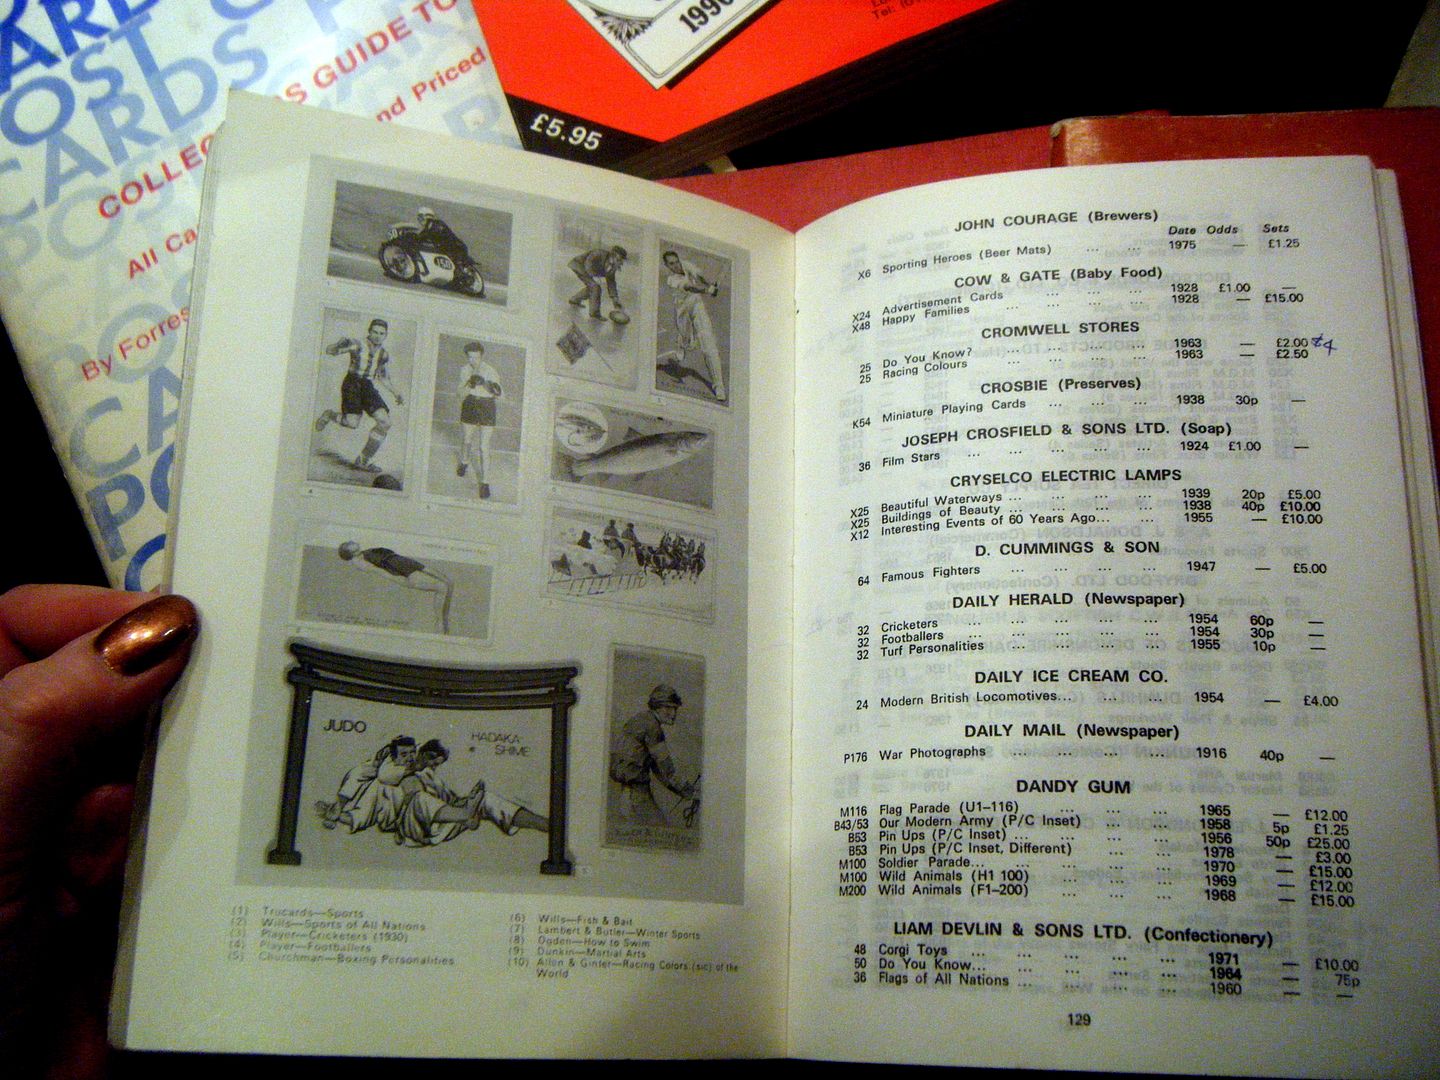 CARDS
POST
CARDS
COLLEC S GUIDE TO
All Ca nd Priced
By Forres
1996
Tel:
£5.95
150
JUDO
HADAKA-
SHIME
(1) Trucards—Sports
(2) Wills—Sports of All Nations
(3) Player—Cricketers (1930)
(4) Player—Footballers
(5) Churchman—Boxing Personalities
(6) Wills—Fish & Bait
(7) Lambert & Butler—Winter Sports
(8) Ogden—How to Swim
(9) Dunkin—Martial Arts
(10) Allen & Ginter—Racing Colors (sic) of the
World
JOHN COURAGE (Brewers)
Date Odds Sets
X6 Sporting Heroes (Beer Mats) ... ... 1975 — £1.25
COW & GATE (Baby Food)
X24 Advertisement Cards ... ... ... 1928 £1.00 —
X48 Happy Families ... ... ... 1928 — £15.00
CROMWELL STORES
25 Do You Know? ... ... ... ... 1963 — £2.00 £4
25 Racing Colours ... ... ... ... 1963 — £2.50
CROSBIE (Preserves)
K54 Miniature Playing Cards ... ... ... 1938 30p —
JOSEPH CROSFIELD & SONS LTD. (Soap)
36 Film Stars ... ... ... ... ... 1924 £1.00 —
CRYSELCO ELECTRIC LAMPS
X25 Beautiful Waterways ... ... ... ... 1939 20p £5.00
X25 Buildings of Beauty ... ... ... ... 1938 40p £10.00
X12 Interesting Events of 60 Years Ago... ... 1955 — £10.00
D. CUMMINGS & SON
64 Famous Fighters ... ... ... ... 1947 — £5.00
DAILY HERALD (Newspaper)
32 Cricketers ... ... ... ... ... 1954 60p —
32 Footballers ... ... ... ... ... 1954 30p —
32 Turf Personalities ... ... ... ... 1955 10p —
DAILY ICE CREAM CO.
24 Modern British Locomotives... ... ... 1954 — £4.00
DAILY MAIL (Newspaper)
P176 War Photographs ... ... ... ... 1916 40p —
DANDY GUM
M116 Flag Parade (U1–116) ... ... ... 1965 — £12.00
B43/53 Our Modern Army (P/C Inset) ... ... 1958 5p £1.25
B53 Pin Ups (P/C Inset) ... ... ... 1956 50p £25.00
B53 Pin Ups (P/C Inset, Different) ... ... 1978 — £3.00
M100 Soldier Parade... ... ... ... ... 1970 — £15.00
M100 Wild Animals (H1 100) ... ... ... 1969 — £12.00
M200 Wild Animals (F1–200) ... ... ... 1968 — £15.00
LIAM DEVLIN & SONS LTD. (Confectionery)
48 Corgi Toys ... ... ... ... ... 1971 — £10.00
50 Do You Know... ... ... ... ... 1964 — 75p
36 Flags of All Nations ... ... ... ... 1960 — —
129